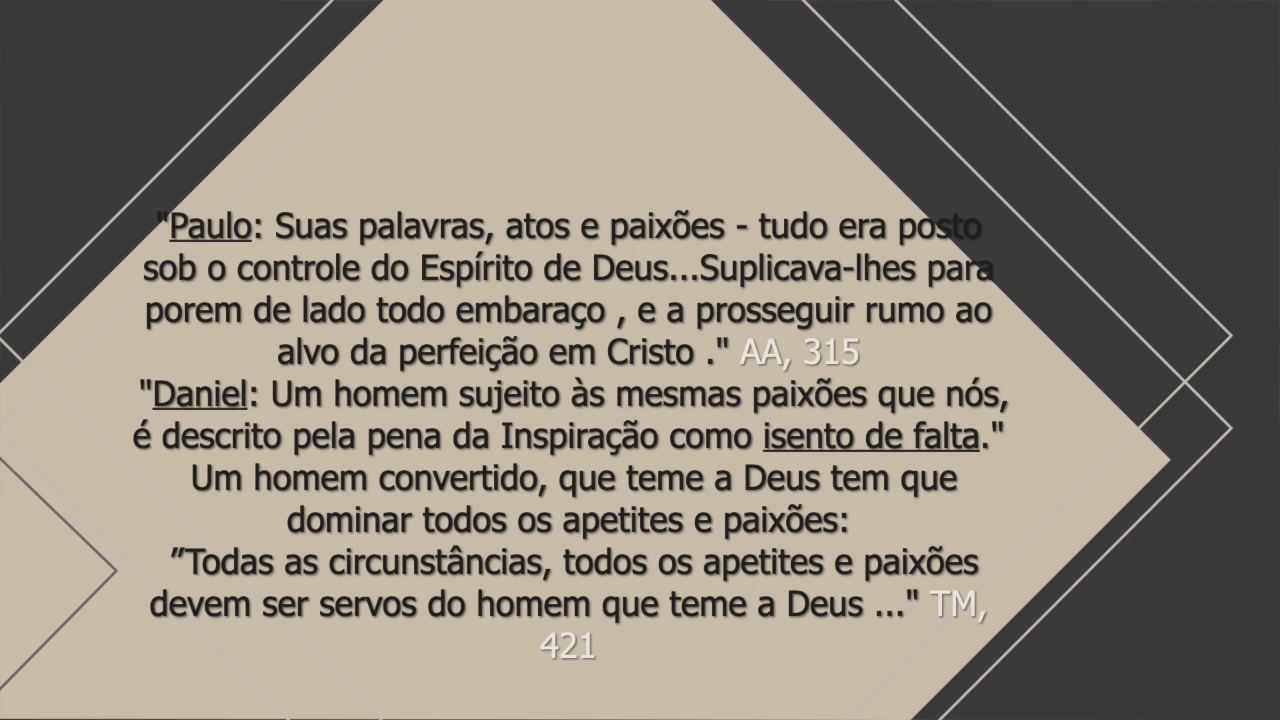 "Paulo: Suas palavras, atos e paixões - tudo era posto
sob o controle do Espírito de Deus...Suplicava-lhes para
porem de lado todo embaraço , e a prosseguir rumo ao
alvo da perfeição em Cristo ." AA, 315
"Daniel: Um homem sujeito às mesmas paixões que nós,
é descrito pela pena da Inspiração como isento de falta."
Um homem convertido, que teme a Deus tem que
dominar todos os apetites e paixões:
”Todas as circunstâncias, todos os apetites e paixões
devem ser servos do homem que teme a Deus ..." TM,
421